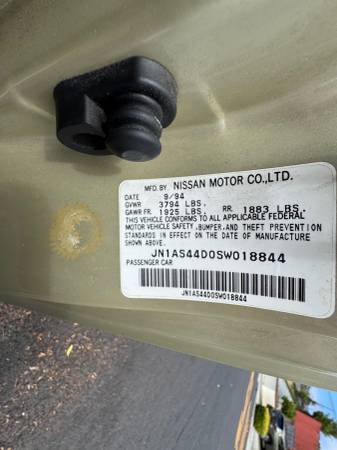 MFD. BY NISSAN MOTOR CO.,LTD.
DATE 9/94
GVWR 3794 LBS.
GAWR FR. 1925 LBS. RR. 1883 LBS.
THIS VEHICLE CONFORMS TO ALL APPLICABLE FEDERAL
MOTOR VEHICLE SAFETY, BUMPER, AND THEFT PREVENTION
STANDARDS IN EFFECT ON THE DATE OF MANUFACTURE
SHOWN ABOVE.
JN1AS44D0SW018844
PASSENGER CAR
JN1AS44D0SW018844